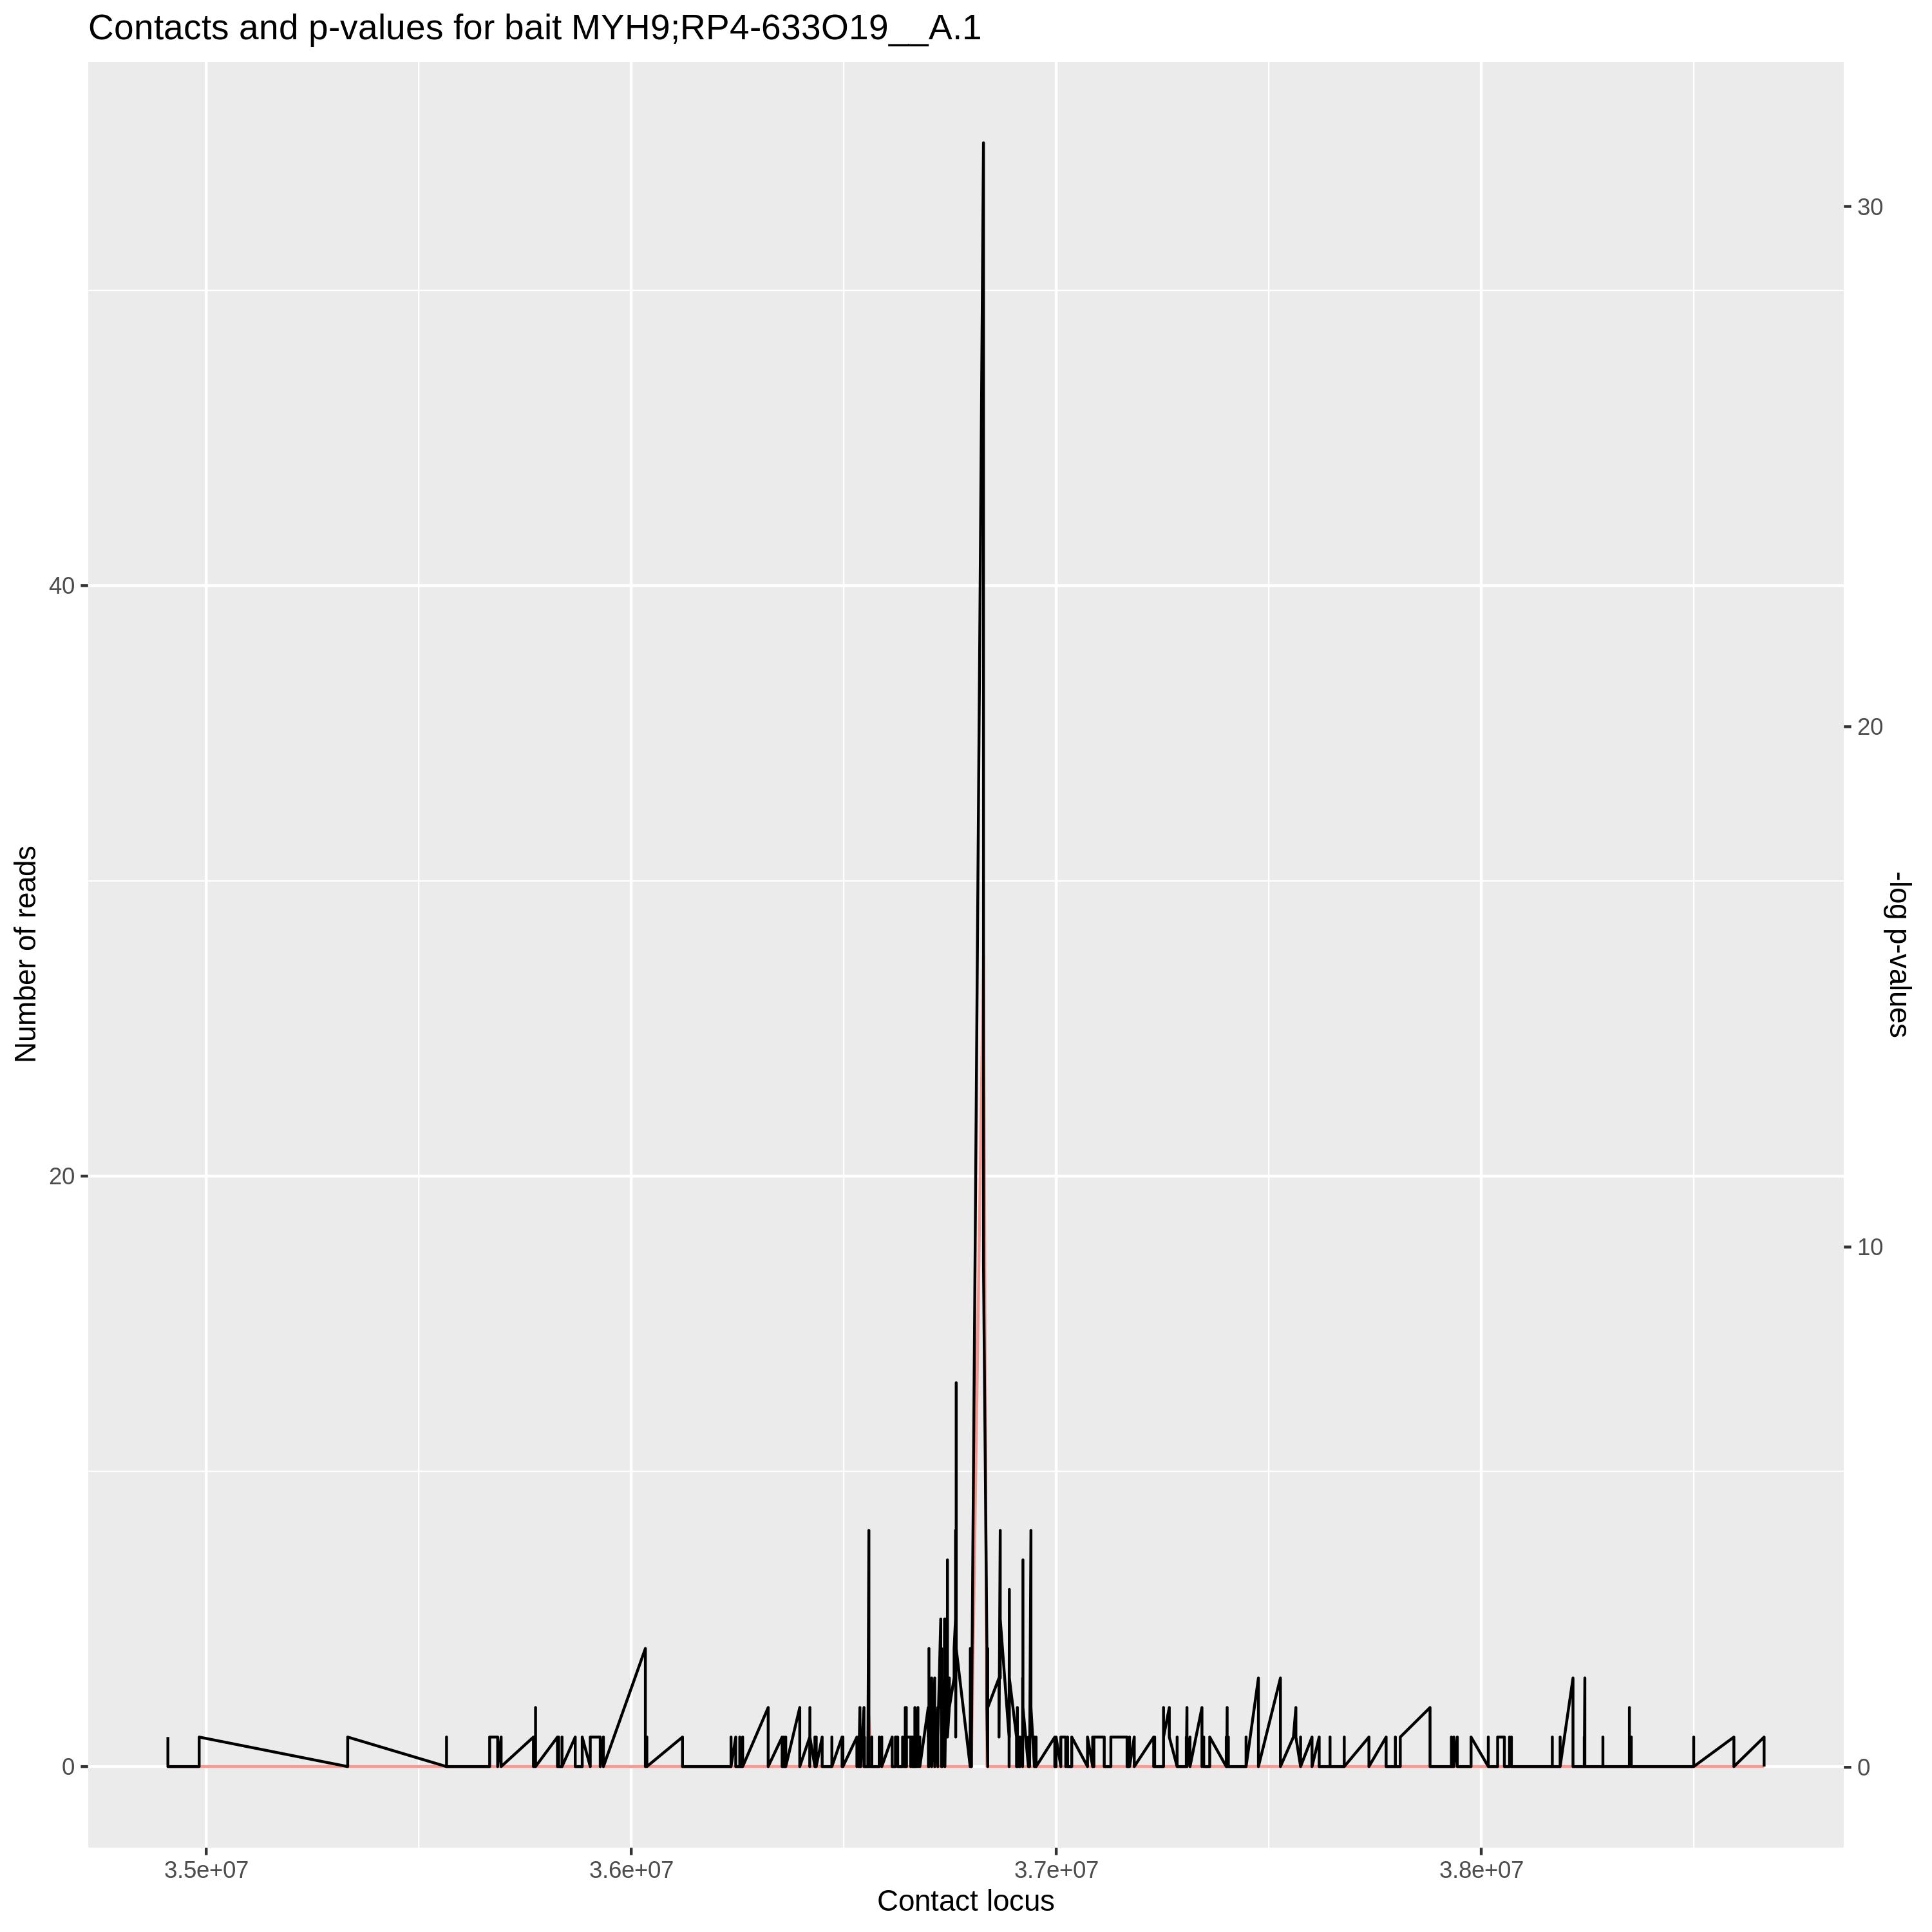 Contacts and p-values for bait MYH9;RP4-633O19__A.1
30
40
20
Number of reads
-log p-values
20
10
0
0
3.5e+07
3.6e+07
3.7e+07
3.8e+07
Contact locus